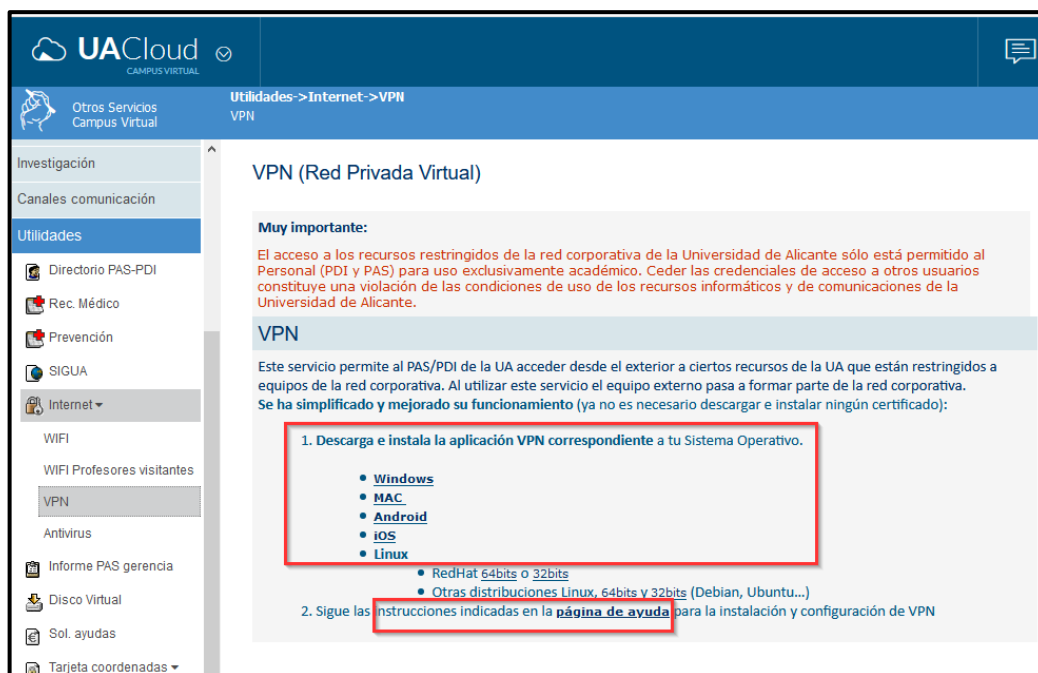 UACloud
CAMPUS VIRTUAL
Otros Servicios
Campus Virtual
Utilidades->Internet->VPN
VPN
Investigación
Canales comunicación
Utilidades
Directorio PAS-PDI
Rec. Médico
Prevención
SIGUA
Internet
WIFI
WIFI Profesores visitantes
VPN
Antivirus
Informe PAS gerencia
Disco Virtual
Sol. ayudas
Tarjeta coordenadas
VPN (Red Privada Virtual)
Muy importante:
El acceso a los recursos restringidos de la red corporativa de la Universidad de Alicante sólo está permitido al
Personal (PDI y PAS) para uso exclusivamente académico. Ceder las credenciales de acceso a otros usuarios
constituye una violación de las condiciones de uso de los recursos informáticos y de comunicaciones de la
Universidad de Alicante.
VPN
Este servicio permite al PAS/PDI de la UA acceder desde el exterior a ciertos recursos de la UA que están restringidos a
equipos de la red corporativa. Al utilizar este servicio el equipo externo pasa a formar parte de la red corporativa.
Se ha simplificado y mejorado su funcionamiento (ya no es necesario descargar e instalar ningún certificado):
1. Descarga e instala la aplicación VPN correspondiente a tu Sistema Operativo.
• Windows
• MAC
• Android
• iOS
• Linux
• RedHat 64bits o 32bits
• Otras distribuciones Linux, 64bits y 32bits (Debian, Ubuntu...)
2. Sigue las instrucciones indicadas en la página de ayuda para la instalación y configuración de VPN